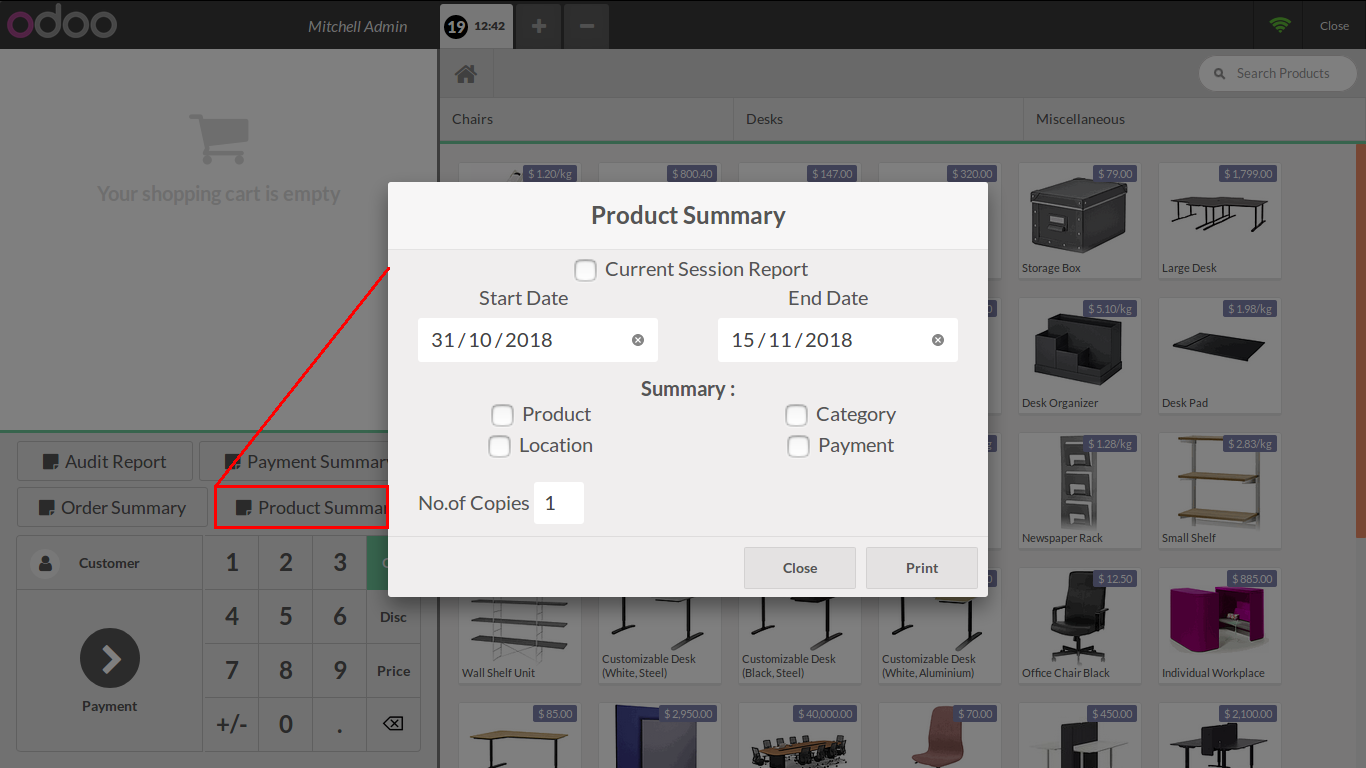 odoo
Mitchell Admin
19 12:42
Close
Search Products
Chairs
Desks
Miscellaneous
Your shopping cart is empty
$ 1.20/kg
$ 800.40
$ 147.00
$ 320.00
$ 79.00
$ 1,799.00
Storage Box
Large Desk
Product Summary
Current Session Report
Start Date
End Date
31/10/2018
15/11/2018
Summary :
Product
Category
Location
Payment
No.of Copies 1
Close
Print
$ 5.10/kg
$ 1.98/kg
Desk Organizer
Desk Pad
$ 1.28/kg
$ 2.83/kg
Newspaper Rack
Small Shelf
Audit Report
Payment Summary
Order Summary
Product Summar
Customer
1 2 3
4 5 6 Disc
7 8 9 Price
+/- 0 .
Payment
$ 12.50
$ 885.00
Wall Shelf Unit
Customizable Desk
(White, Steel)
Customizable Desk
(Black, Steel)
Customizable Desk
(White, Aluminium)
Office Chair Black
Individual Workplace
$ 85.00
$ 2,950.00
$ 40,000.00
$ 70.00
$ 450.00
$ 2,100.00